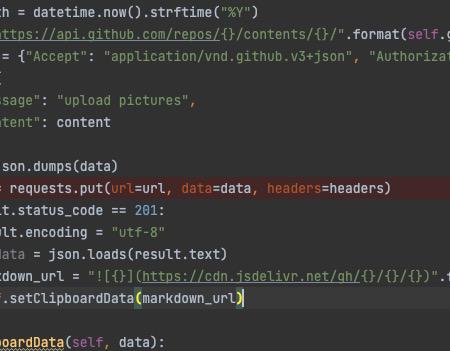 th = datetime.now().strftime("%Y")
https://api.github.com/repos/{}/contents/{}/".format(self.g
= {"Accept": "application/vnd.github.v3+json", "Authorizat
{
ssage": "upload pictures",
tent": content
son.dumps(data)
= requests.put(url=url, data=data, headers=headers)
lt.status_code == 201:
ult.encoding = "utf-8"
data = json.loads(result.text)
kdown_url = "![{}](https://cdn.jsdelivr.net/gh/{}/{}/{})".f
f.setClipboardData(markdown_url)
boardData(self, data):